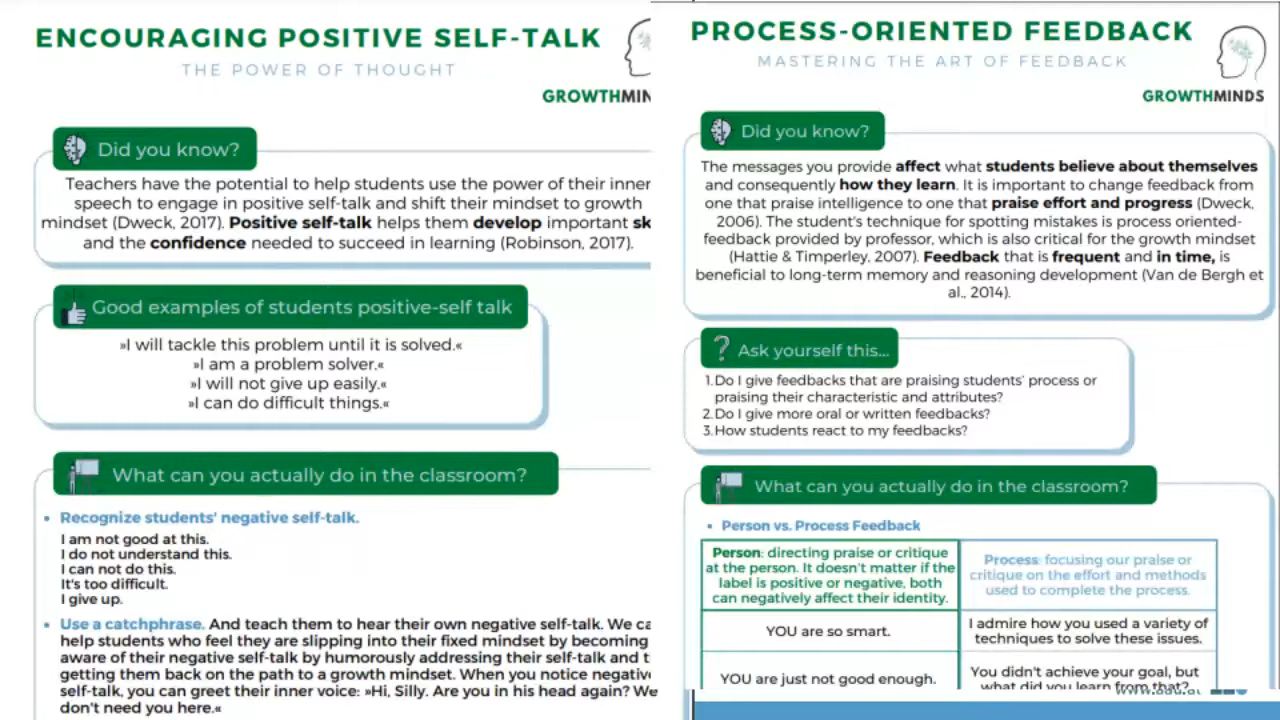 ENCOURAGING POSITIVE SELF-TALK
THE POWER OF THOUGHT
GROWTHMIN
Did you know?
Teachers have the potential to help students use the power of their inner
speech to engage in positive self-talk and shift their mindset to growth
mindset (Dweck, 2017). Positive self-talk helps them develop important sk
and the confidence needed to succeed in learning (Robinson, 2017).
Good examples of students positive-self talk
»I will tackle this problem until it is solved.«
»I am a problem solver.«
»I will not give up easily.«
»I can do difficult things.«
What can you actually do in the classroom?
• Recognize students' negative self-talk.
I am not good at this.
I do not understand this.
I can not do this.
It's too difficult.
I give up.
• Use a catchphrase. And teach them to hear their own negative self-talk. We ca
help students who feel they are slipping into their fixed mindset by becoming
aware of their negative self-talk by humorously addressing their self-talk and t
getting them back on the path to a growth mindset. When you notice negativ
self-talk, you can greet their inner voice: »Hi, Silly. Are you in his head again? We
don't need you here.«
PROCESS-ORIENTED FEEDBACK
MASTERING THE ART OF FEEDBACK
GROWTHMINDS
Did you know?
The messages you provide affect what students believe about themselves
and consequently how they learn. It is important to change feedback from
one that praise intelligence to one that praise effort and progress (Dweck,
2006). The student's technique for spotting mistakes is process oriented-
feedback provided by professor, which is also critical for the growth mindset
(Hattie & Timperley, 2007). Feedback that is frequent and in time, is
beneficial to long-term memory and reasoning development (Van de Bergh et
al., 2014).
Ask yourself this...
1. Do I give feedbacks that are praising students' process or
praising their characteristic and attributes?
2. Do I give more oral or written feedbacks?
3. How students react to my feedbacks?
What can you actually do in the classroom?
• Person vs. Process Feedback
Person: directing praise or critique
at the person. It doesn't matter if the
label is positive or negative, both
can negatively affect their identity.
Process: focusing our praise or
critique on the effort and methods
used to complete the process.
YOU are so smart.
I admire how you used a variety of
techniques to solve these issues.
YOU are just not good enough.
You didn't achieve your goal, but
what did you learn from that?